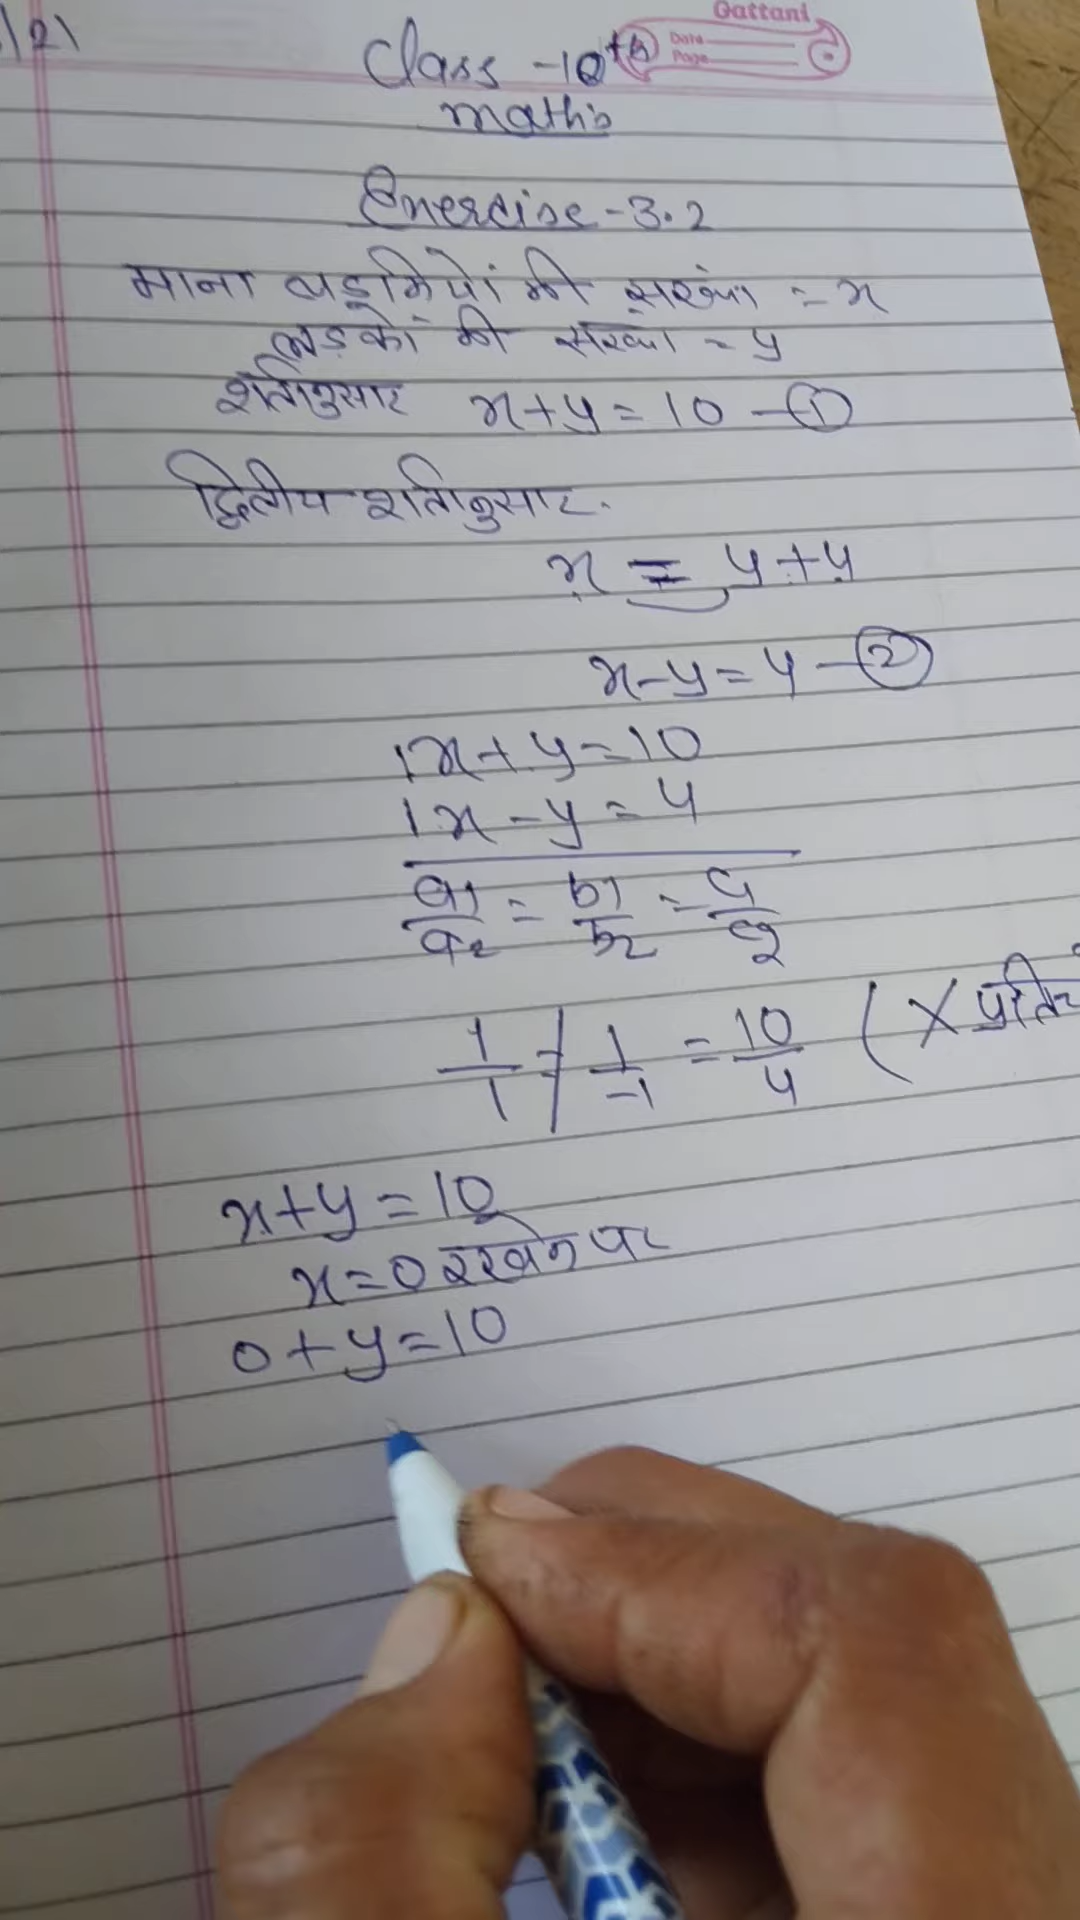 121
Gattani
Class -10th
Date
Page
maths
Exercise-3.2
माना लड़कियों की संख्या = x
लड़कों की संख्या = y
शर्तानुसार x+y=10 -①
द्वितीय शर्तानुसार.
x = 4+y
x-y=4-②
1x+y=10
1x-y=4
a1/a2 = b1/b2 = c1/c2
1/1 ≠ 1/-1 = 10/4 (X
x+y=10
x=0 रखने पर
0+y=10